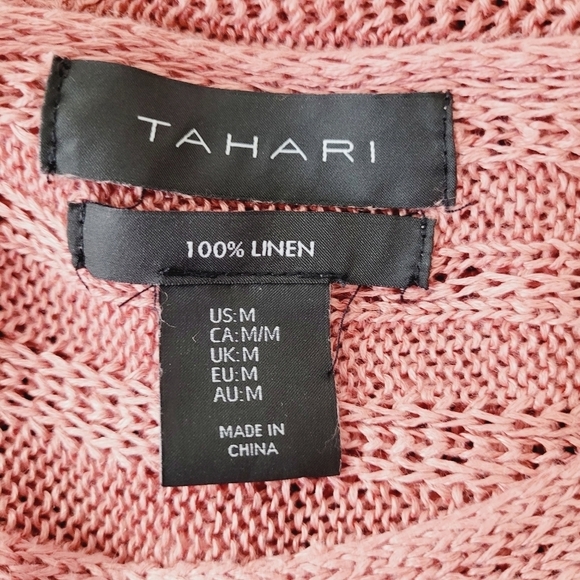 TAHARI
100% LINEN
US:M
CA:M/M
UK:M
EU:M
AU:M
MADE IN
CHINA